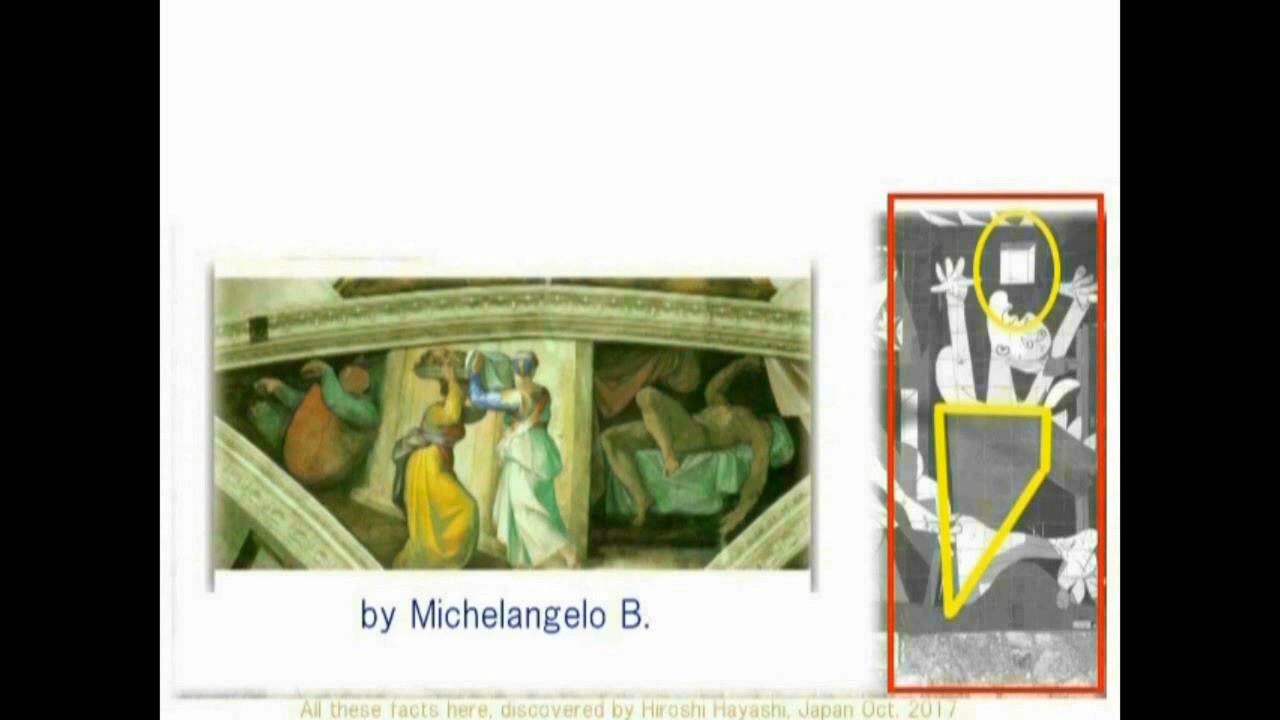 by Michelangelo B.
All these facts here, discovered by Hiroshi Hayashi, Japan Oct. 2017